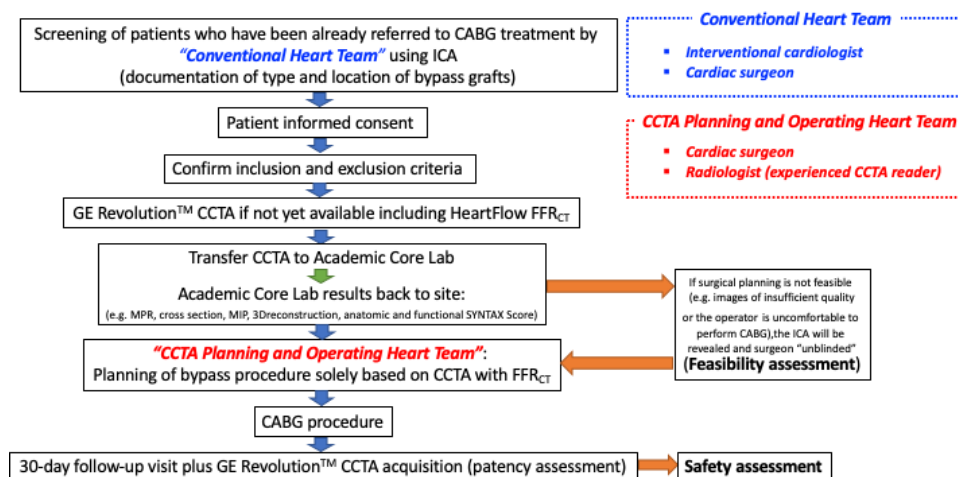 Screening of patients who have been already referred to CABG treatment by
“Conventional Heart Team” using ICA
(documentation of type and location of bypass grafts)
Conventional Heart Team
▪ Interventional cardiologist
▪ Cardiac surgeon
Patient informed consent
CCTA Planning and Operating Heart Team
▪ Cardiac surgeon
▪ Radiologist (experienced CCTA reader)
Confirm inclusion and exclusion criteria
GE Revolution™ CCTA if not yet available including HeartFlow FFRCT
Transfer CCTA to Academic Core Lab
Academic Core Lab results back to site:
(e.g. MPR, cross section, MIP, 3Dreconstruction, anatomic and functional SYNTAX Score)
If surgical planning is not feasible
(e.g. images of insufficient quality
or the operator is uncomfortable to
perform CABG),the ICA will be
revealed and surgeon “unblinded”
(Feasibility assessment)
“CCTA Planning and Operating Heart Team”:
Planning of bypass procedure solely based on CCTA with FFRCT
CABG procedure
30-day follow-up visit plus GE Revolution™ CCTA acquisition (patency assessment)
Safety assessment